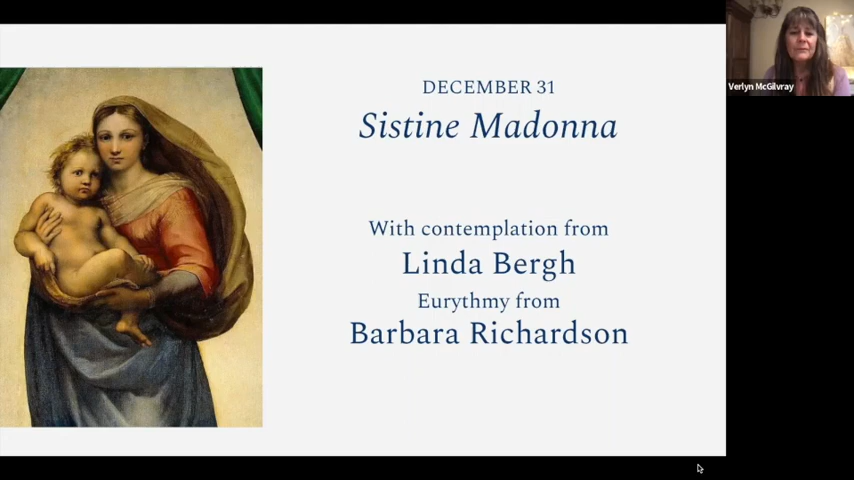 DECEMBER 31
Sistine Madonna
With contemplation from
Linda Bergh
Eurythmy from
Barbara Richardson
Verlyn McGilvray